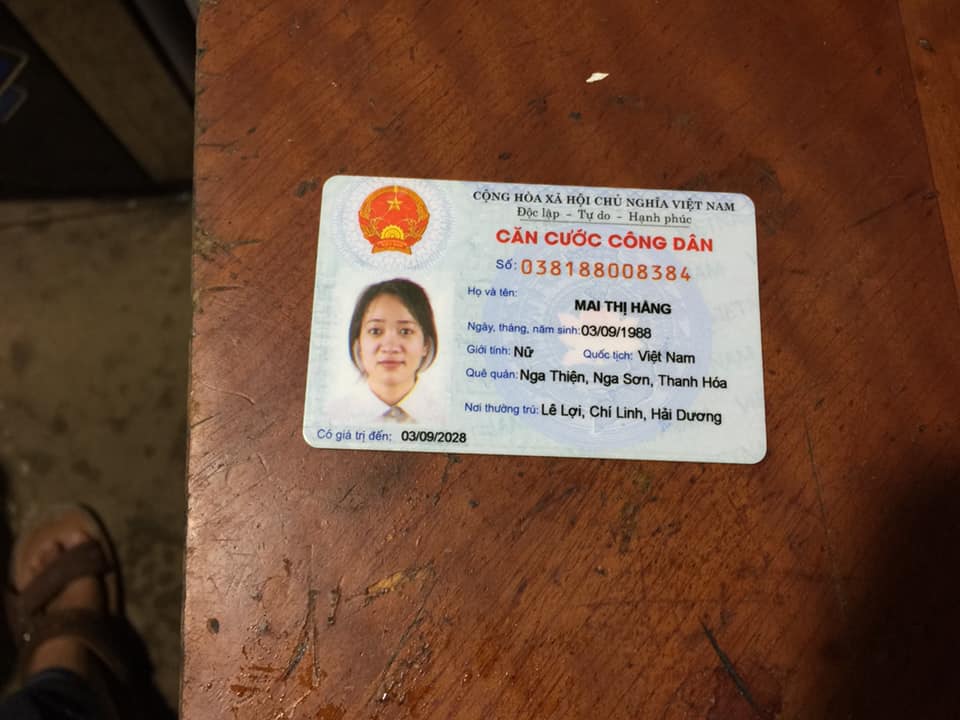 CỘNG HÒA XÃ HỘI CHỦ NGHĨA VIỆT NAM
Độc lập - Tự do - Hạnh phúc
CĂN CƯỚC CÔNG DÂN
Số: 038188008384
Họ và tên:
MAI THỊ HẰNG
Ngày, tháng, năm sinh: 03/09/1988
Giới tính: Nữ Quốc tịch: Việt Nam
Quê quán: Nga Thiện, Nga Sơn, Thanh Hóa
Nơi thường trú: Lê Lợi, Chí Linh, Hải Dương
Có giá trị đến: 03/09/2028